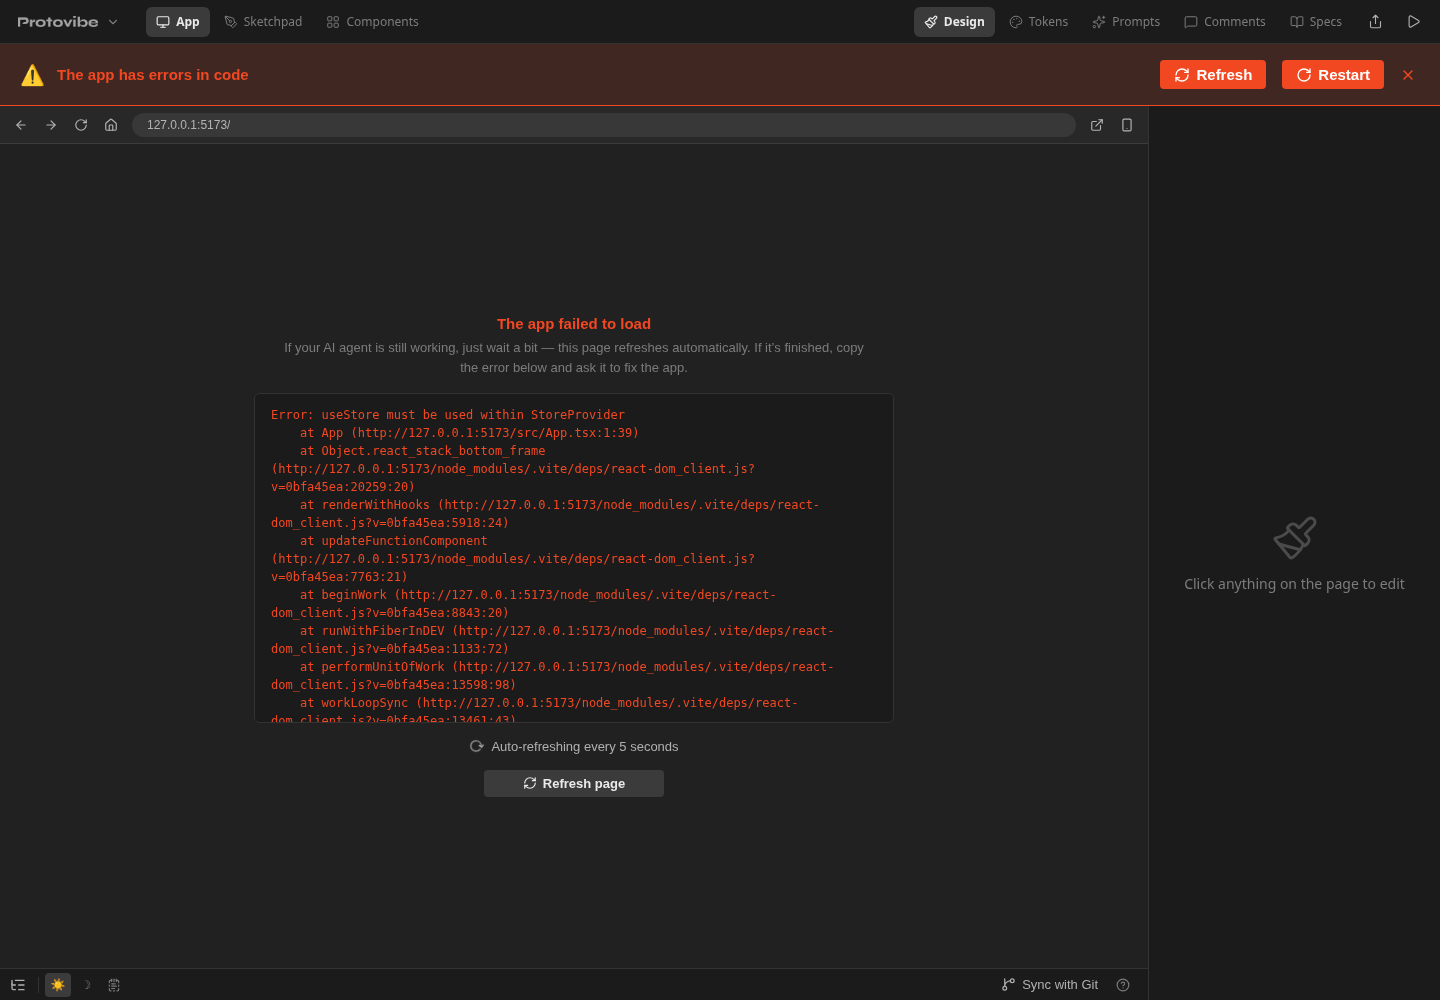 Protovibe
App
Sketchpad
Components
Design
Tokens
Prompts
Comments
Specs
The app has errors in code
Refresh
Restart
127.0.0.1:5173/
The app failed to load
If your AI agent is still working, just wait a bit — this page refreshes automatically. If it's finished, copy
the error below and ask it to fix the app.
Error: useStore must be used within StoreProvider
at App (http://127.0.0.1:5173/src/App.tsx:1:39)
at Object.react_stack_bottom_frame
(http://127.0.0.1:5173/node_modules/.vite/deps/react-dom_client.js?
v=0bfa45ea:20259:20)
at renderWithHooks (http://127.0.0.1:5173/node_modules/.vite/deps/react-
dom_client.js?v=0bfa45ea:5918:24)
at updateFunctionComponent
(http://127.0.0.1:5173/node_modules/.vite/deps/react-dom_client.js?
v=0bfa45ea:7763:21)
at beginWork (http://127.0.0.1:5173/node_modules/.vite/deps/react-
dom_client.js?v=0bfa45ea:8843:20)
at runWithFiberInDEV (http://127.0.0.1:5173/node_modules/.vite/deps/react-
dom_client.js?v=0bfa45ea:1133:72)
at performUnitOfWork (http://127.0.0.1:5173/node_modules/.vite/deps/react-
dom_client.js?v=0bfa45ea:13598:98)
at workLoopSync (http://127.0.0.1:5173/node_modules/.vite/deps/react-
dom_client.js?v=0bfa45ea:13461:43)
Auto-refreshing every 5 seconds
Refresh page
Click anything on the page to edit
Sync with Git